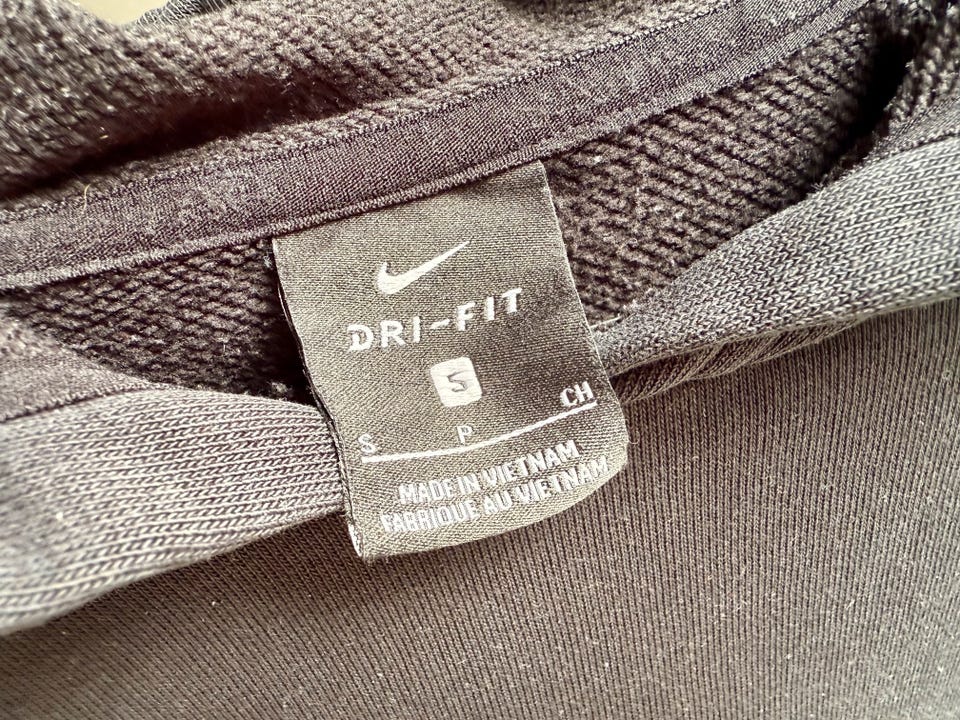 DRI-FIT
S
S P CH
MADE IN VIETNAM
FABRIQUE AU VIETNAM